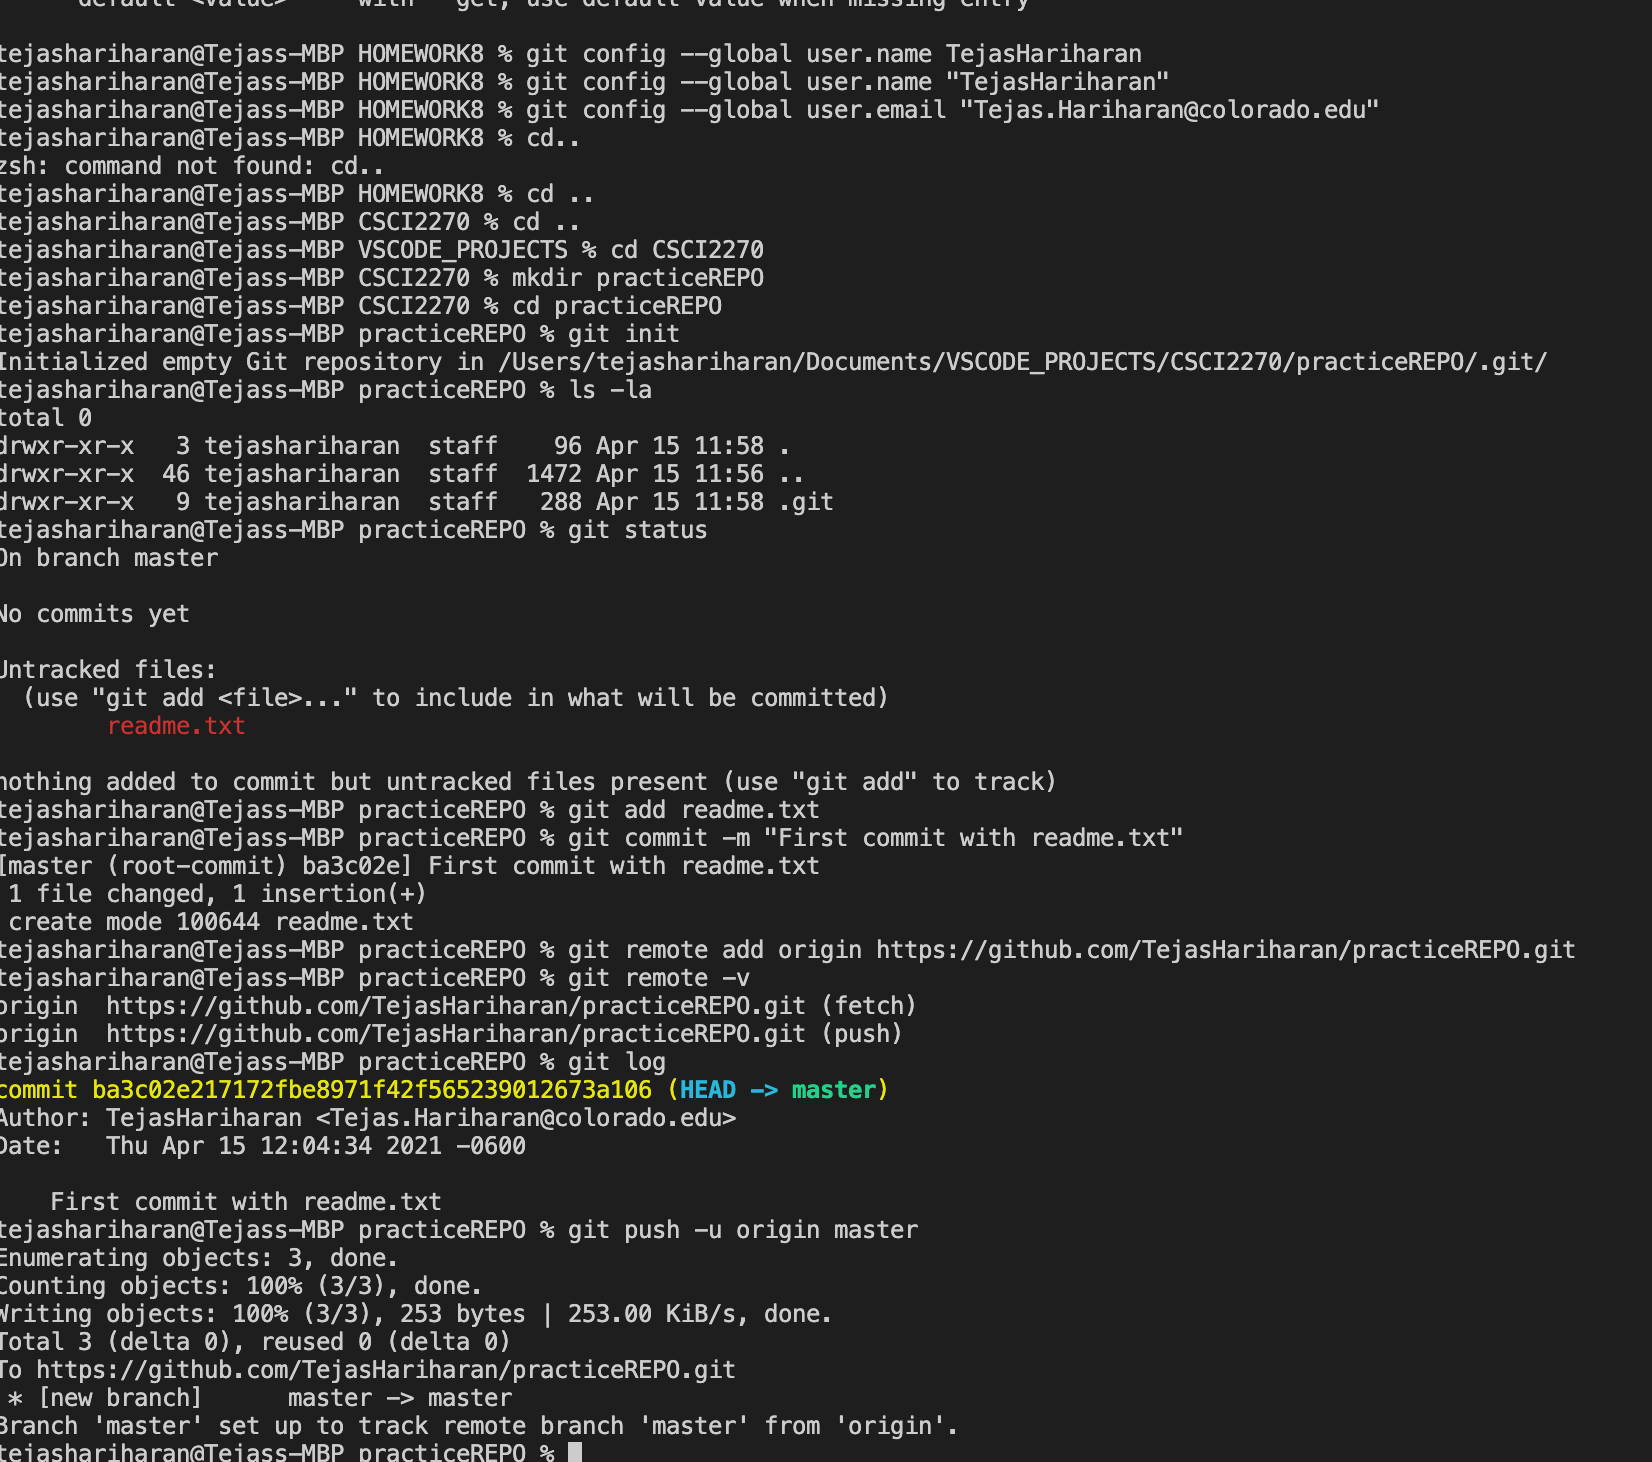 default <value>     with --get, use default value when missing entry
tejashariharan@Tejass-MBP HOMEWORK8 % git config --global user.name TejasHariharan
tejashariharan@Tejass-MBP HOMEWORK8 % git config --global user.name "TejasHariharan"
tejashariharan@Tejass-MBP HOMEWORK8 % git config --global user.email "Tejas.Hariharan@colorado.edu"
tejashariharan@Tejass-MBP HOMEWORK8 % cd..
zsh: command not found: cd..
tejashariharan@Tejass-MBP HOMEWORK8 % cd ..
tejashariharan@Tejass-MBP CSCI2270 % cd ..
tejashariharan@Tejass-MBP VSCODE_PROJECTS % cd CSCI2270
tejashariharan@Tejass-MBP CSCI2270 % mkdir practiceREPO
tejashariharan@Tejass-MBP CSCI2270 % cd practiceREPO
tejashariharan@Tejass-MBP practiceREPO % git init
Initialized empty Git repository in /Users/tejashariharan/Documents/VSCODE_PROJECTS/CSCI2270/practiceREPO/.git/
tejashariharan@Tejass-MBP practiceREPO % ls -la
total 0
drwxr-xr-x   3 tejashariharan  staff    96 Apr 15 11:58 .
drwxr-xr-x  46 tejashariharan  staff  1472 Apr 15 11:56 ..
drwxr-xr-x   9 tejashariharan  staff   288 Apr 15 11:58 .git
tejashariharan@Tejass-MBP practiceREPO % git status
On branch master
No commits yet
Untracked files:
  (use "git add <file>..." to include in what will be committed)
        readme.txt
nothing added to commit but untracked files present (use "git add" to track)
tejashariharan@Tejass-MBP practiceREPO % git add readme.txt
tejashariharan@Tejass-MBP practiceREPO % git commit -m "First commit with readme.txt"
[master (root-commit) ba3c02e] First commit with readme.txt
 1 file changed, 1 insertion(+)
 create mode 100644 readme.txt
tejashariharan@Tejass-MBP practiceREPO % git remote add origin https://github.com/TejasHariharan/practiceREPO.git
tejashariharan@Tejass-MBP practiceREPO % git remote -v
origin  https://github.com/TejasHariharan/practiceREPO.git (fetch)
origin  https://github.com/TejasHariharan/practiceREPO.git (push)
tejashariharan@Tejass-MBP practiceREPO % git log
commit ba3c02e217172fbe8971f42f565239012673a106 (HEAD -> master)
Author: TejasHariharan <Tejas.Hariharan@colorado.edu>
Date:   Thu Apr 15 12:04:34 2021 -0600
    First commit with readme.txt
tejashariharan@Tejass-MBP practiceREPO % git push -u origin master
Enumerating objects: 3, done.
Counting objects: 100% (3/3), done.
Writing objects: 100% (3/3), 253 bytes | 253.00 KiB/s, done.
Total 3 (delta 0), reused 0 (delta 0)
To https://github.com/TejasHariharan/practiceREPO.git
 * [new branch]      master -> master
Branch 'master' set up to track remote branch 'master' from 'origin'.
tejashariharan@Tejass-MBP practiceREPO %